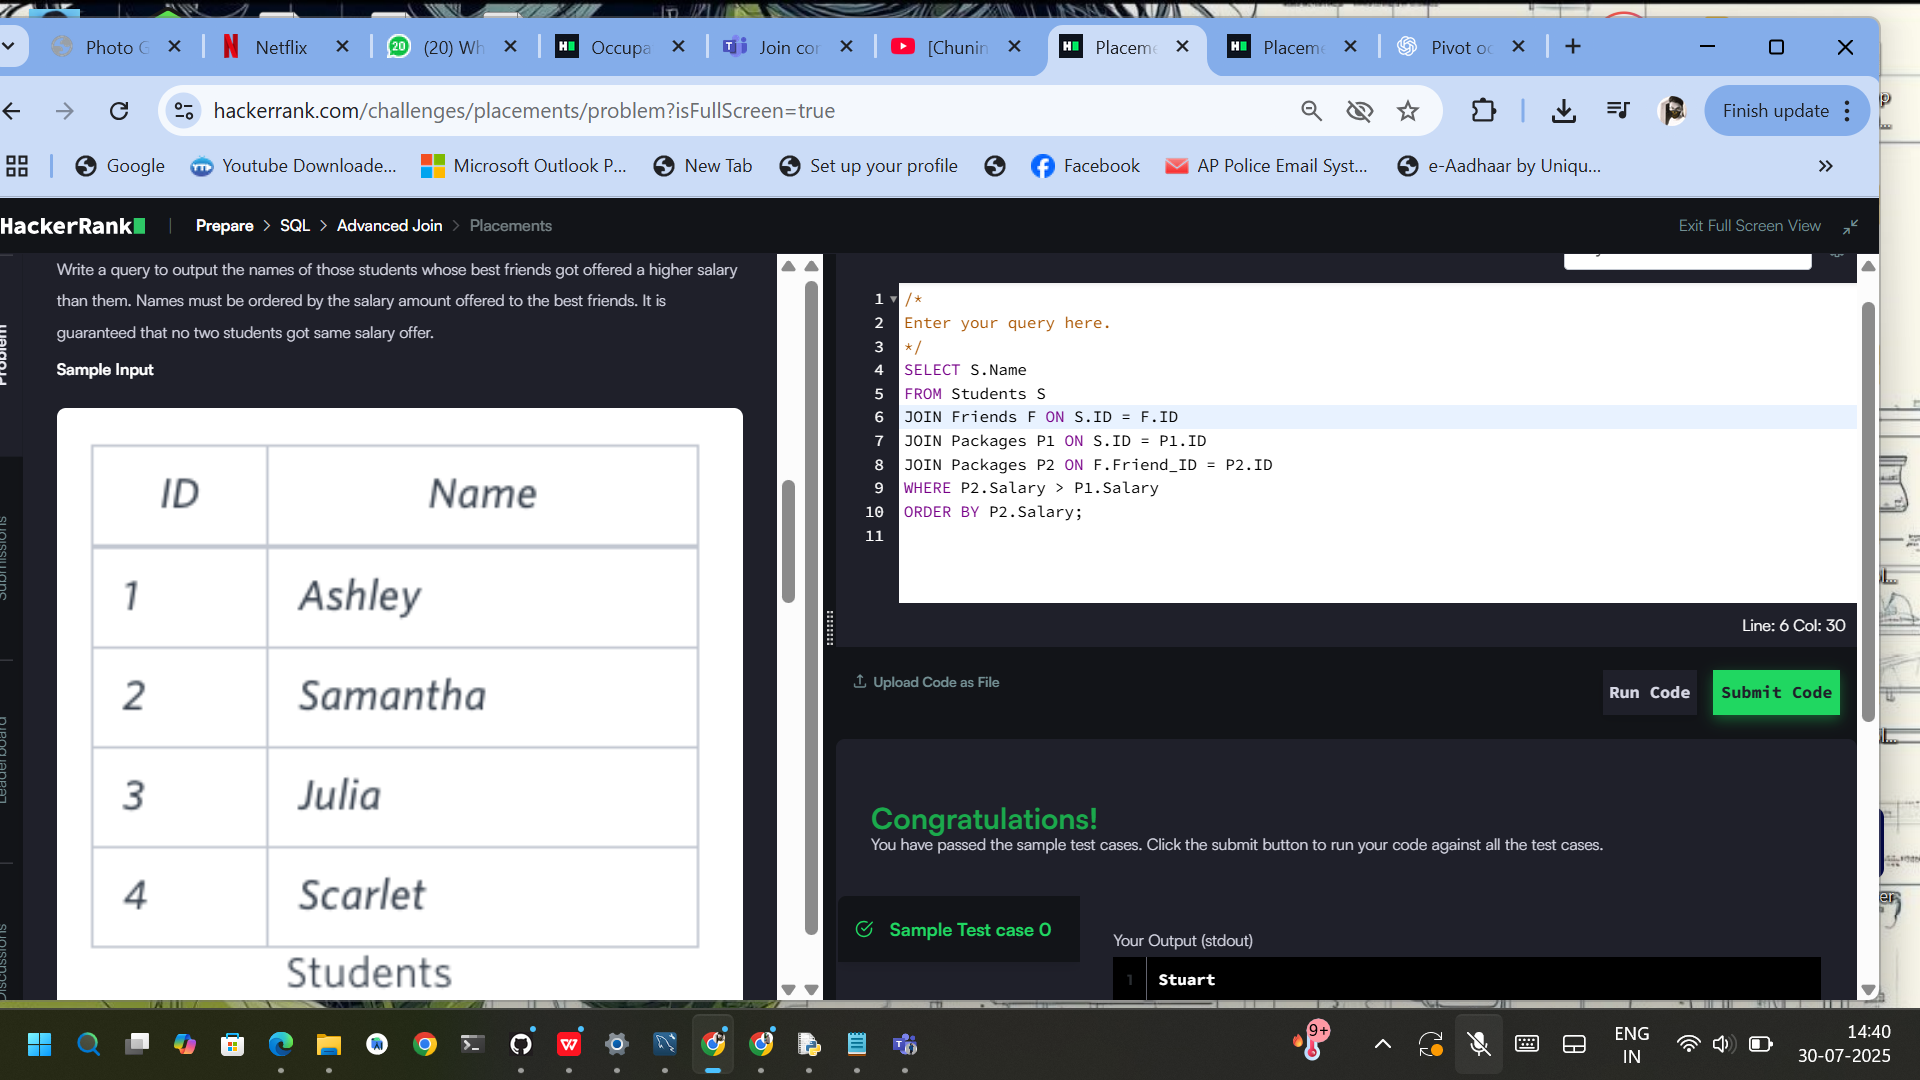 Photo G
Netflix
(20) Wh
Occupa
Join cor
[Chunin
Placeme
Placeme
Pivot oc
hackerrank.com/challenges/placements/problem?isFullScreen=true
Finish update
Google
Youtube Downloade...
Microsoft Outlook P...
New Tab
Set up your profile
Facebook
AP Police Email Syst...
e-Aadhaar by Uniqu...
HackerRank
Prepare > SQL > Advanced Join > Placements
Exit Full Screen View
Problem
Submissions
Leaderboard
Discussions
Write a query to output the names of those students whose best friends got offered a higher salary
than them. Names must be ordered by the salary amount offered to the best friends. It is
guaranteed that no two students got same salary offer.
Sample Input
ID Name
1 Ashley
2 Samantha
3 Julia
4 Scarlet
Students
1 /*
2 Enter your query here.
3 */
4 SELECT S.Name
5 FROM Students S
6 JOIN Friends F ON S.ID = F.ID
7 JOIN Packages P1 ON S.ID = P1.ID
8 JOIN Packages P2 ON F.Friend_ID = P2.ID
9 WHERE P2.Salary > P1.Salary
10 ORDER BY P2.Salary;
11
Line: 6 Col: 30
Upload Code as File
Run Code
Submit Code
Congratulations!
You have passed the sample test cases. Click the submit button to run your code against all the test cases.
Sample Test case 0
Your Output (stdout)
1 Stuart
9+
ENG
IN
14:40
30-07-2025